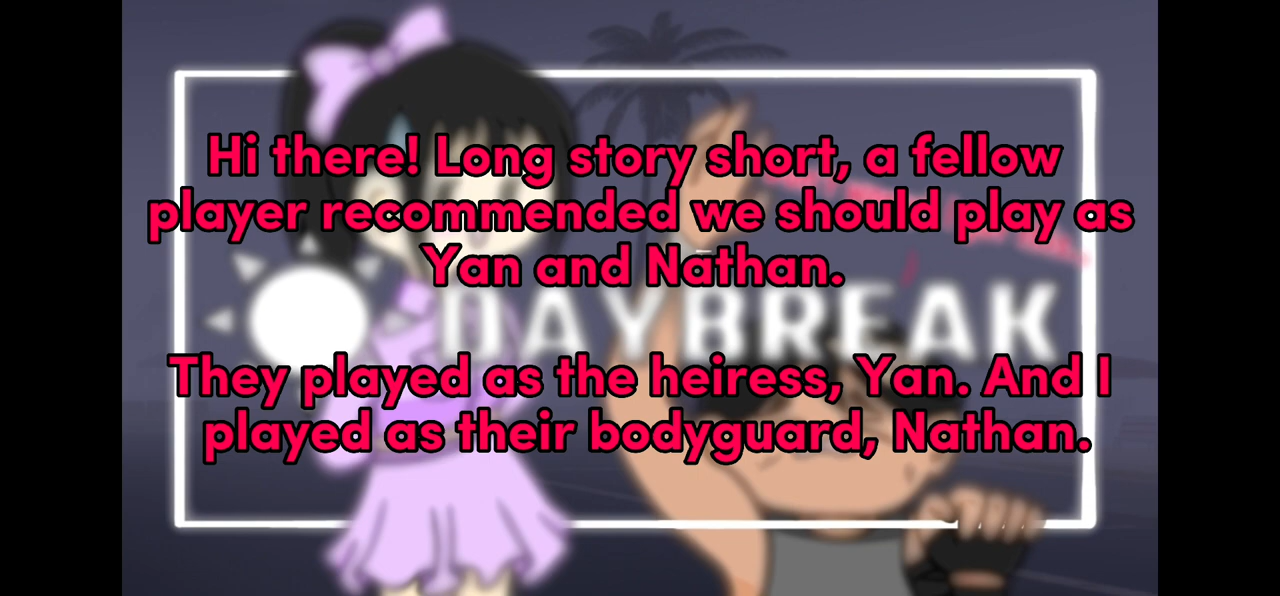 Hi there! Long story short, a fellow
player recommended we should play as
Yan and Nathan.
DAYBREAK
They played as the heiress, Yan. And I
played as their bodyguard, Nathan.